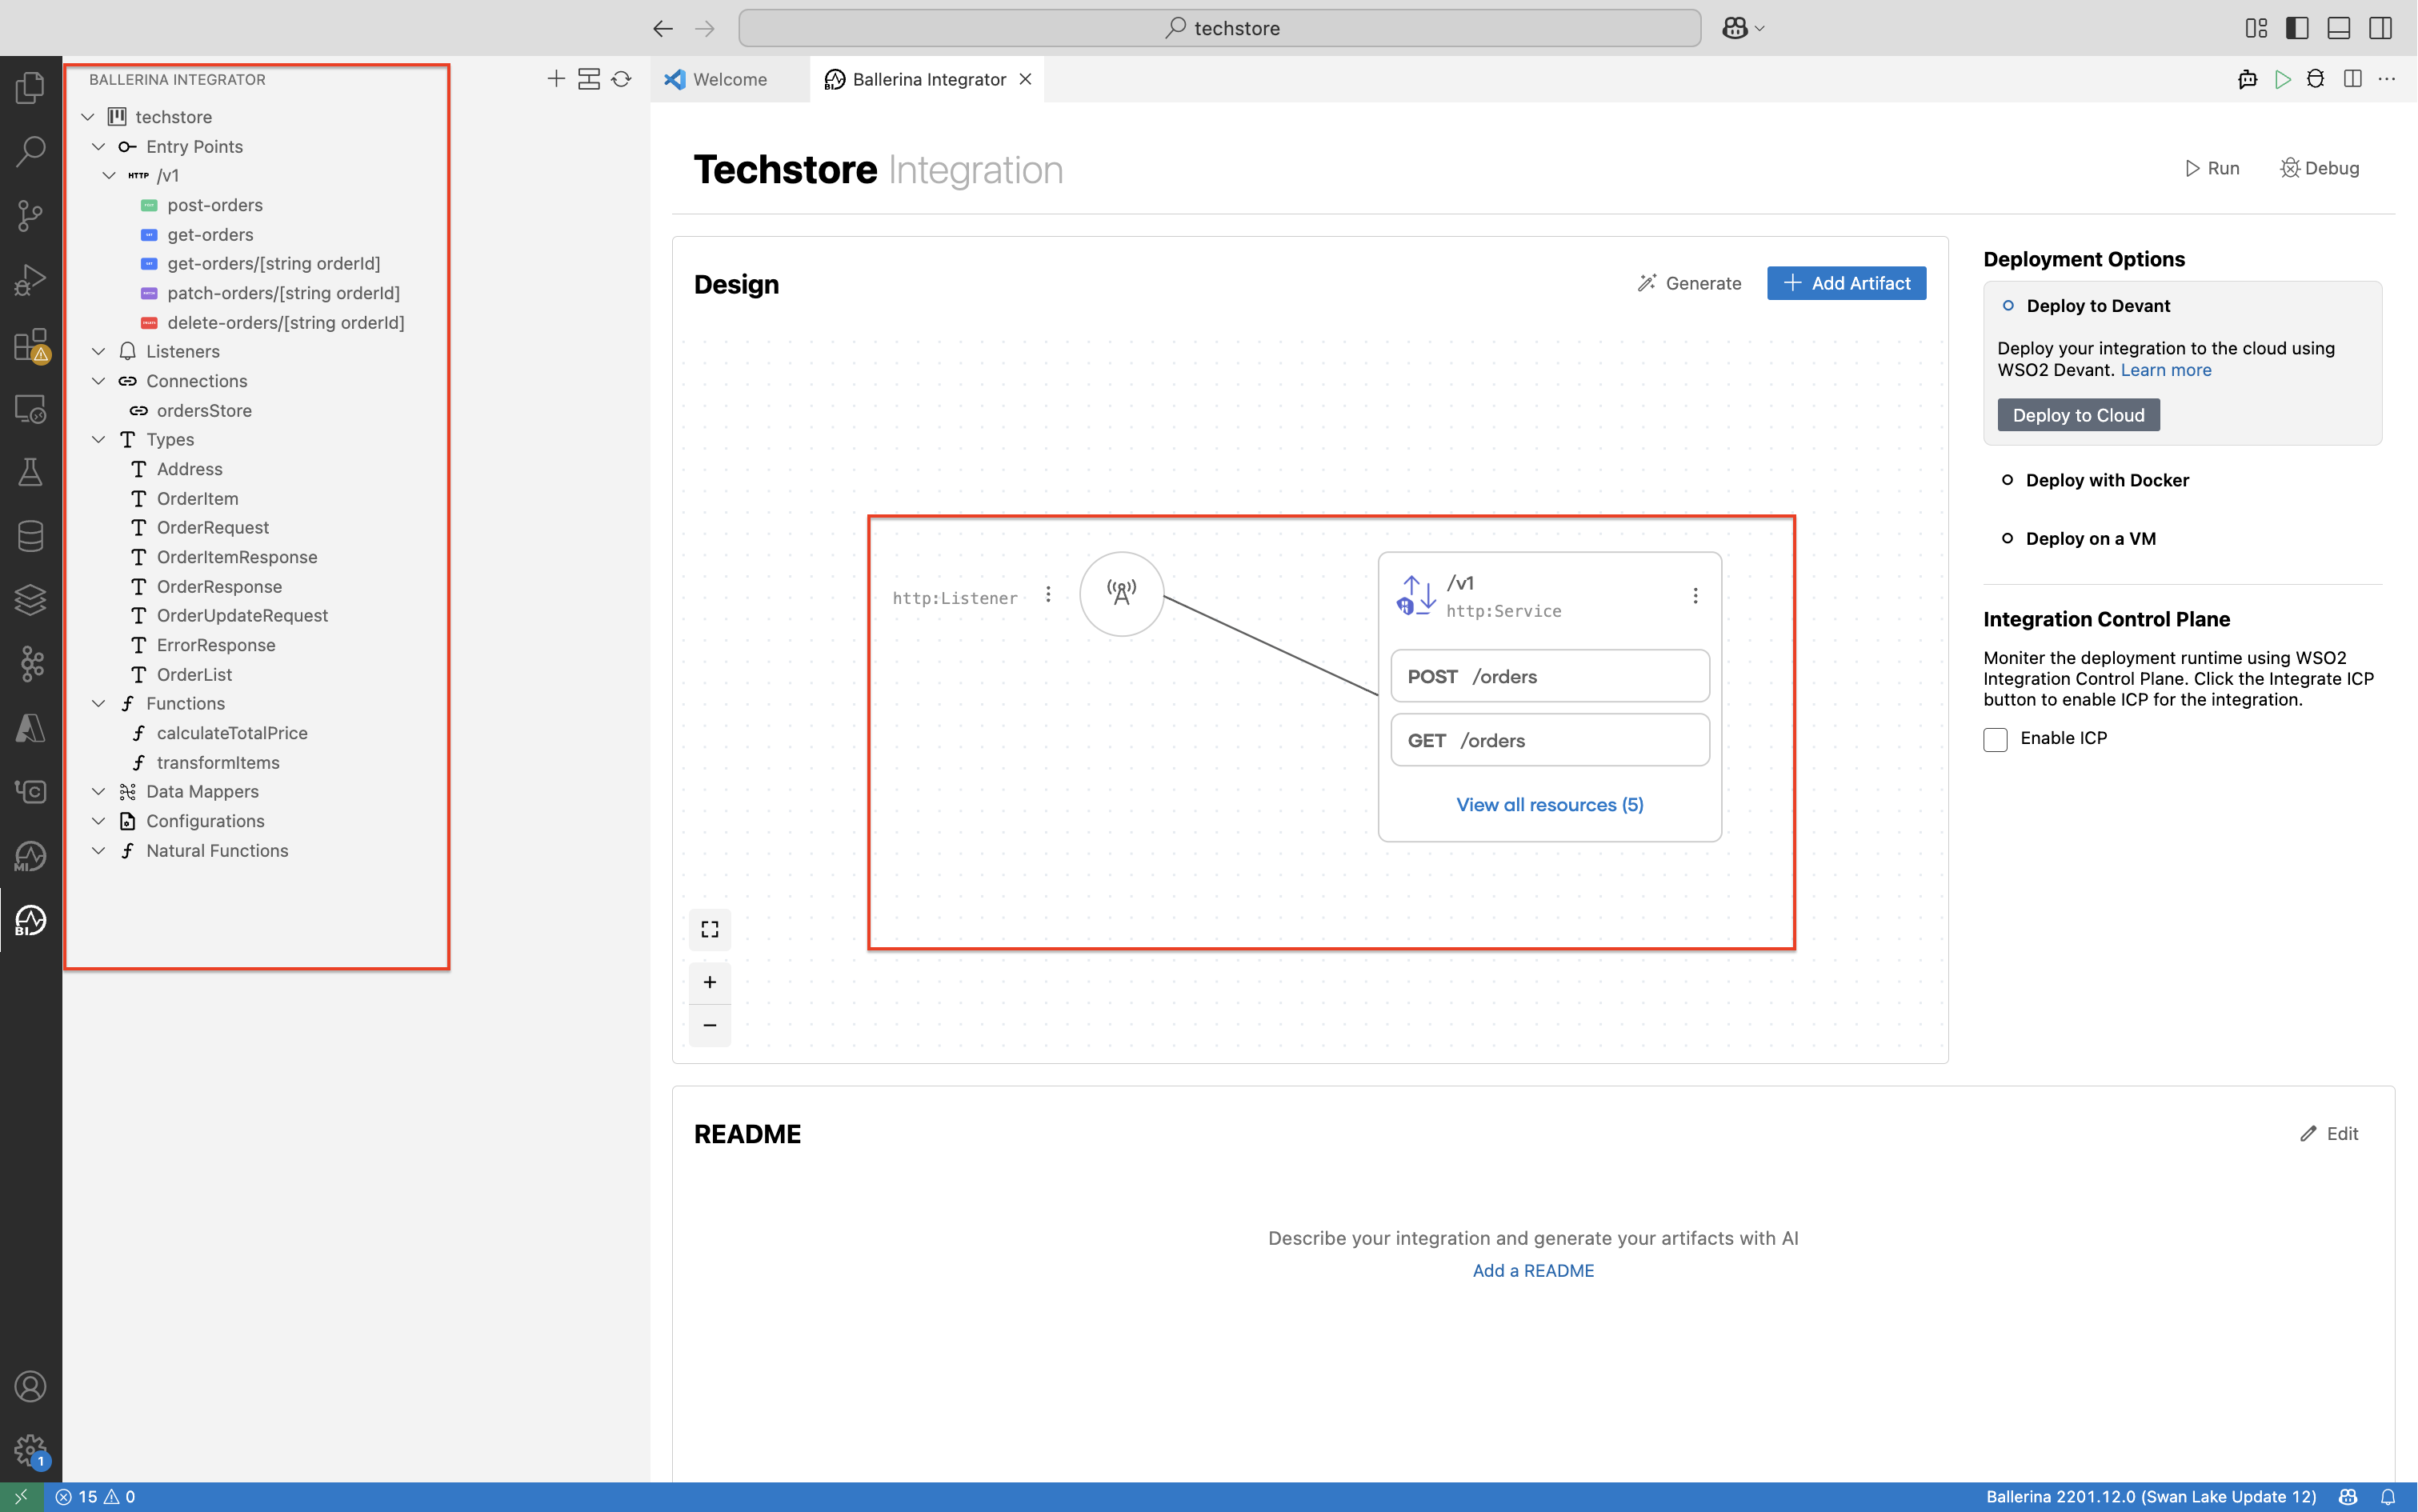 techstore
BALLERINA INTEGRATOR
techstore
Entry Points
HTTP /v1
post-orders
get-orders
get-orders/[string orderId]
patch-orders/[string orderId]
delete-orders/[string orderId]
Listeners
Connections
ordersStore
Types
Address
OrderItem
OrderRequest
OrderItemResponse
OrderResponse
OrderUpdateRequest
ErrorResponse
OrderList
Functions
calculateTotalPrice
transformItems
Data Mappers
Configurations
Natural Functions
MI
BI
1
Welcome
BI Ballerina Integrator
Techstore Integration
Run
Debug
Design
Generate
Add Artifact
http:Listener
/v1
http:Service
POST /orders
GET /orders
View all resources (5)
Deployment Options
Deploy to Devant
Deploy your integration to the cloud using
WSO2 Devant. Learn more
Deploy to Cloud
Deploy with Docker
Deploy on a VM
Integration Control Plane
Moniter the deployment runtime using WSO2
Integration Control Plane. Click the Integrate ICP
button to enable ICP for the integration.
Enable ICP
README
Edit
Describe your integration and generate your artifacts with AI
Add a README
15 0
Ballerina 2201.12.0 (Swan Lake Update 12)